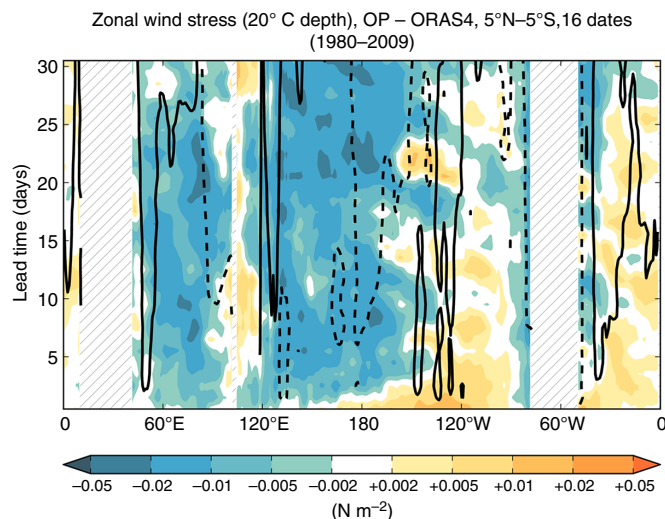 Zonal wind stress (20° C depth), OP – ORAS4, 5°N–5°S,16 dates
(1980–2009)
Lead time (days)
30
25
20
15
10
5
0 60°E 120°E 180 120°W 60°W 0
−0.05 −0.02 −0.01 −0.005 −0.002 +0.002 +0.005 +0.01 +0.02 +0.05
(N m⁻²)